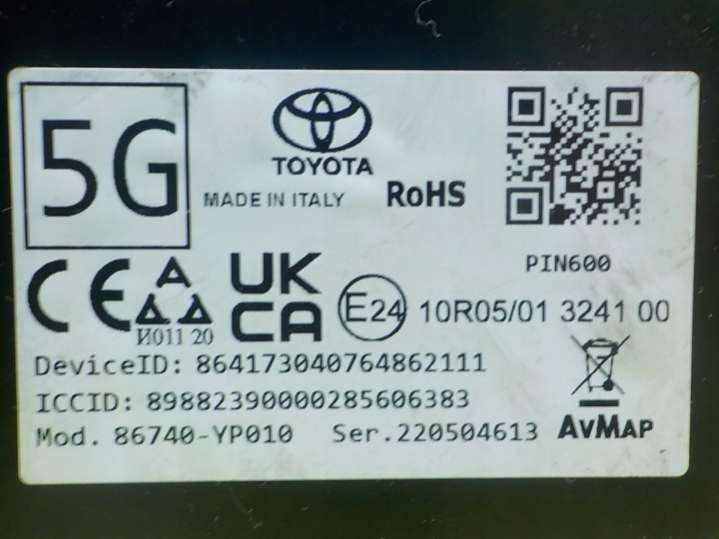 5G
TOYOTA
MADE IN ITALY RoHS
PIN600
CE
A
И011 20
UK
CA
E24 10R05/01 3241 00
DeviceID: 864173040764862111
ICCID: 89882390000285606383
Mod. 86740-YP010 Ser.220504613
AvMap